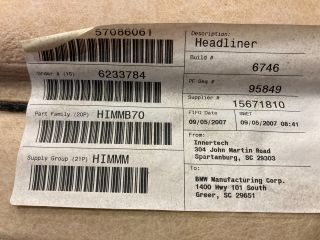 57086061
Order # (15) 6233784
Part Family (20P) HIMMB70
Supply Group (21P) HIMMM
Description:
Headliner
Build # 6746
PF Seq # 95849
Supplier # 15671810
FIFO Date
09/05/2007
09/05/2007 08:41
From:
Innertech
304 John Martin Road
Spartanburg, SC 29303
To:
BMW Manufacturing Corp.
1400 Hwy 101 South
Greer, SC 29651